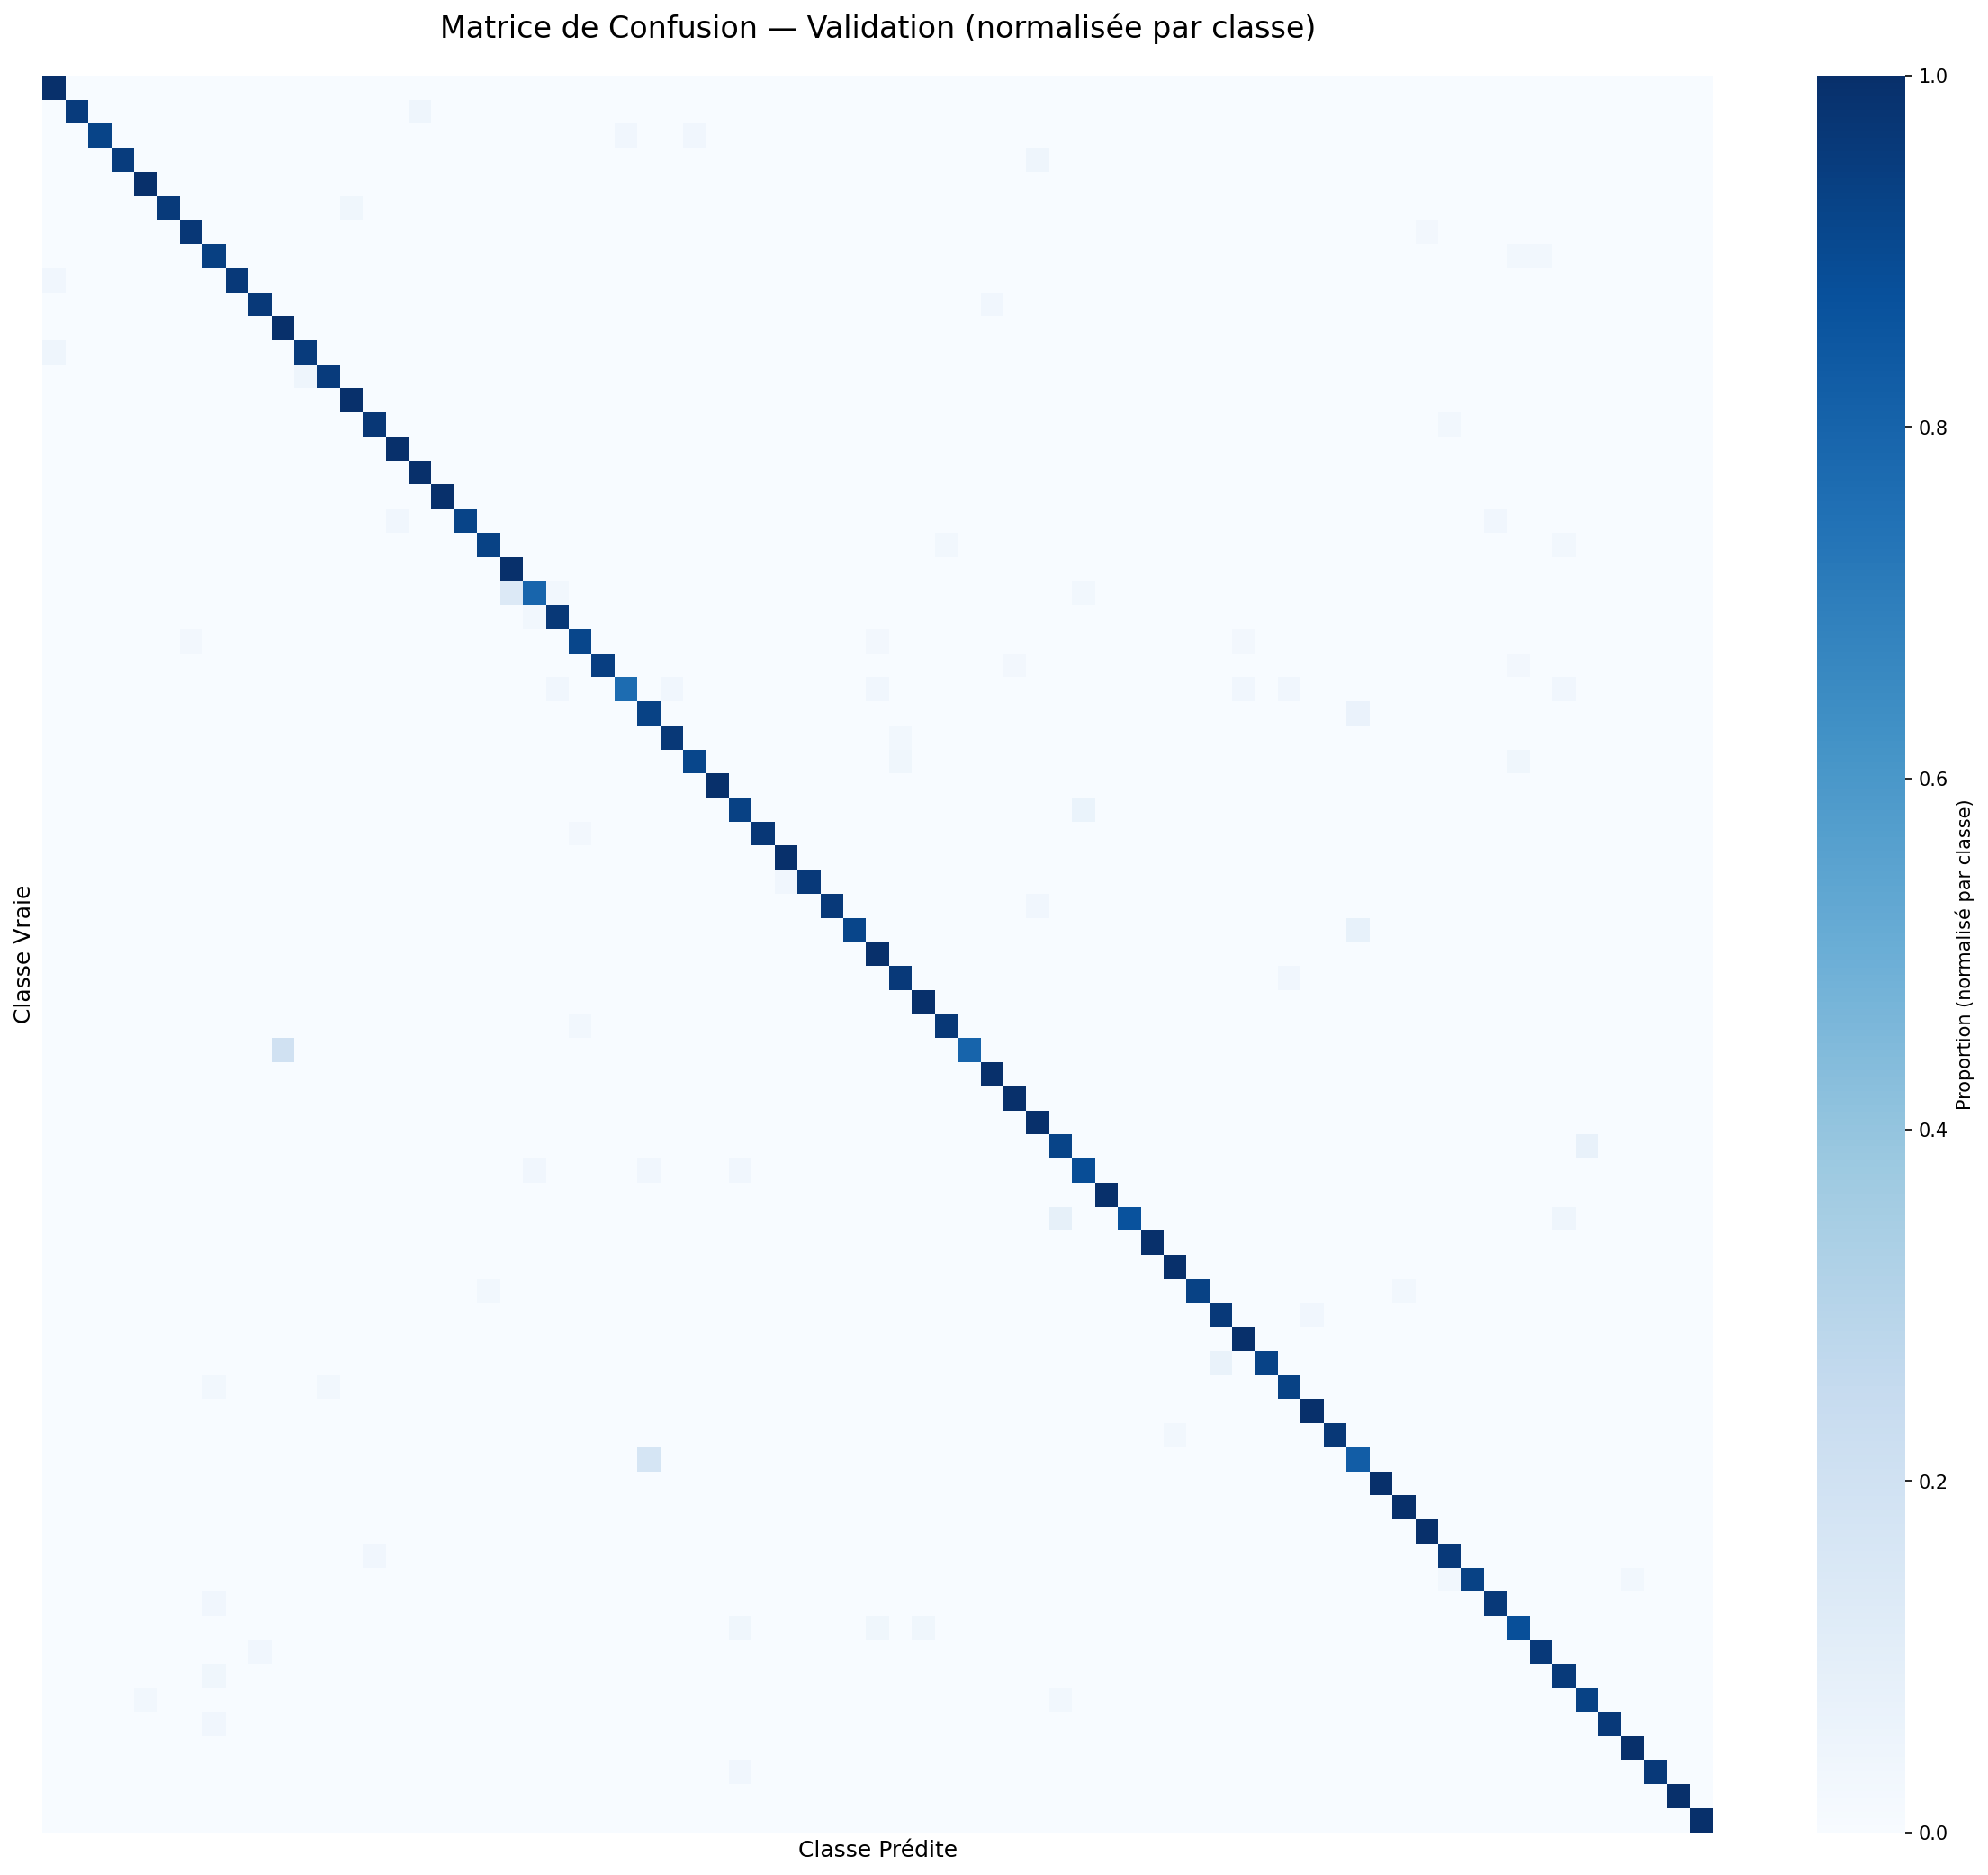 Matrice de Confusion — Validation (normalisée par classe)
Classe Vraie
Classe Prédite
1.0
0.8
0.6
0.4
0.2
0.0
Proportion (normalisé par classe)